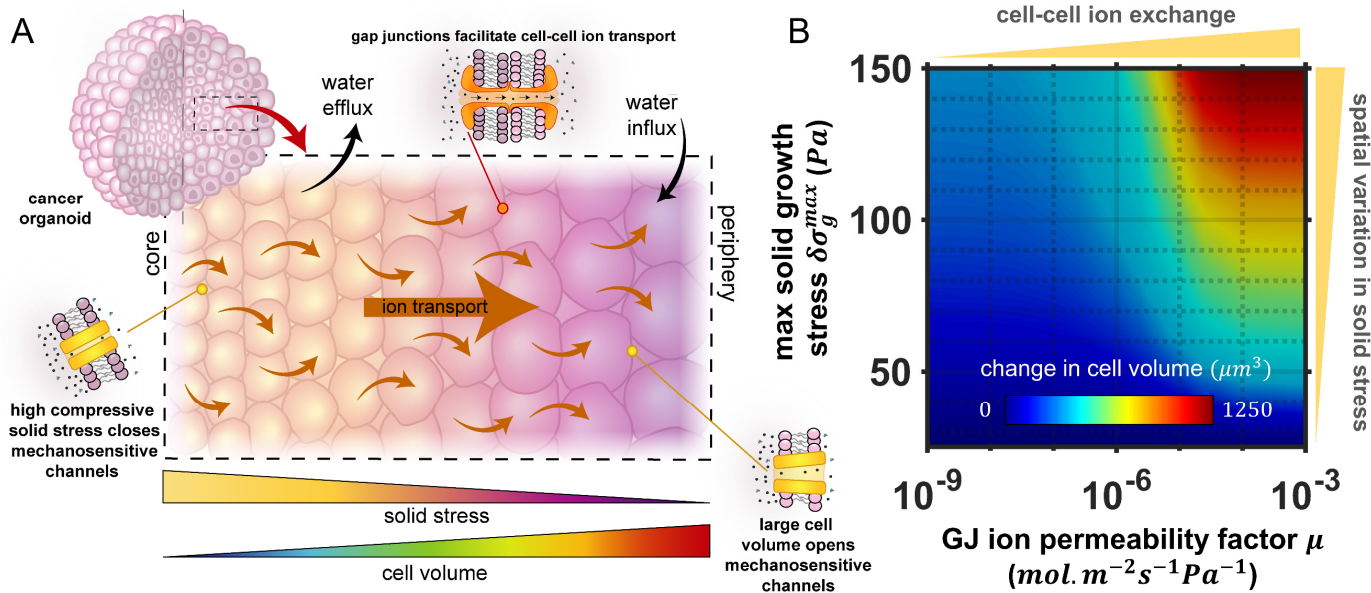 A
gap junctions facilitate cell-cell ion transport
water
efflux
water
influx
cancer
organoid
core
periphery
ion transport
high compressive
solid stress closes
mechanosensitive
channels
large cell
volume opens
mechanosensitive
channels
solid stress
cell volume
B
cell-cell ion exchange
spatial variation in solid stress
max solid growth
stress δσ_g^max (Pa)
150
100
50
change in cell volume (μm³)
0 1250
10⁻⁹ 10⁻⁶ 10⁻³
GJ ion permeability factor μ
(mol. m⁻²s⁻¹Pa⁻¹)